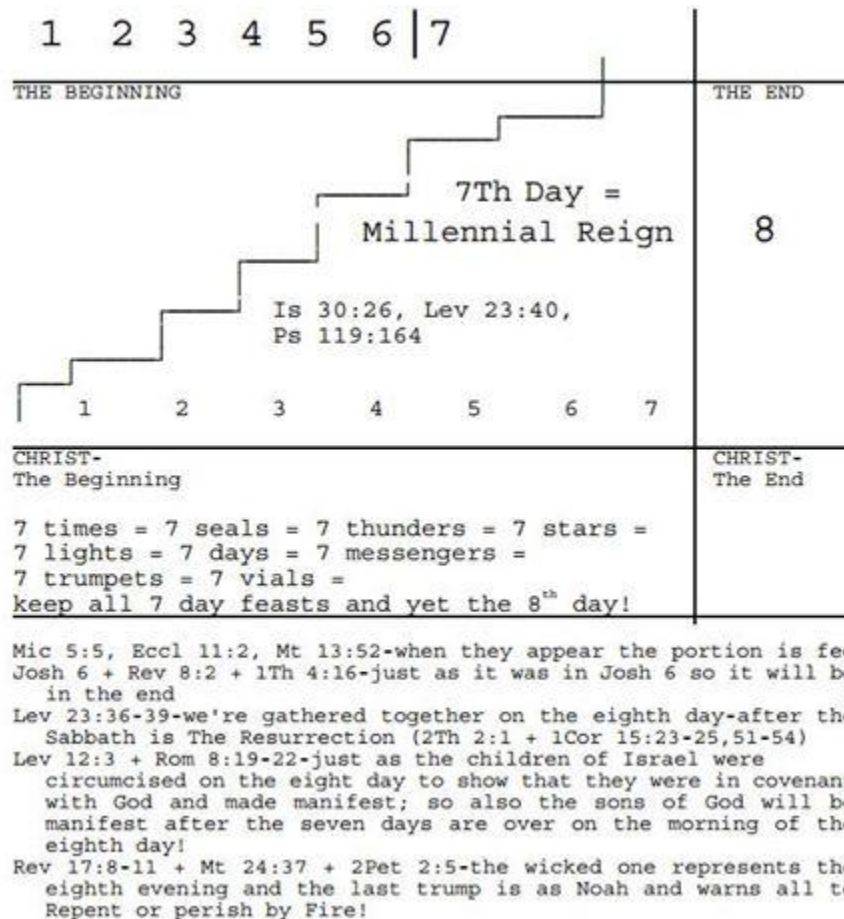 1 2 3 4 5 6 7
THE BEGINNING THE END
7Th Day =
Millennial Reign 8
Is 30:26, Lev 23:40,
Ps 119:164
1 2 3 4 5 6 7
CHRIST- CHRIST-
The Beginning The End
7 times = 7 seals = 7 thunders = 7 stars =
7 lights = 7 days = 7 messengers =
7 trumpets = 7 vials =
keep all 7 day feasts and yet the 8th day!
Mic 5:5, Eccl 11:2, Mt 13:52-when they appear the portion is
Josh 6 + Rev 8:2 + 1Th 4:16-just as it was in Josh 6 so it will
in the end
Lev 23:36-39-we're gathered together on the eighth day-after
Sabbath is The Resurrection (2Th 2:1 + 1Cor 15:23-25,51-54)
Lev 12:3 + Rom 8:19-22-just as the children of Israel were
circumcised on the eight day to show that they were in
with God and made manifest; so also the sons of God will
manifest after the seven days are over on the morning of
eighth day!
Rev 17:8-11 + Mt 24:37 + 2Pet 2:5-the wicked one represents
eighth evening and the last trump is as Noah and warns all
Repent or perish by Fire!